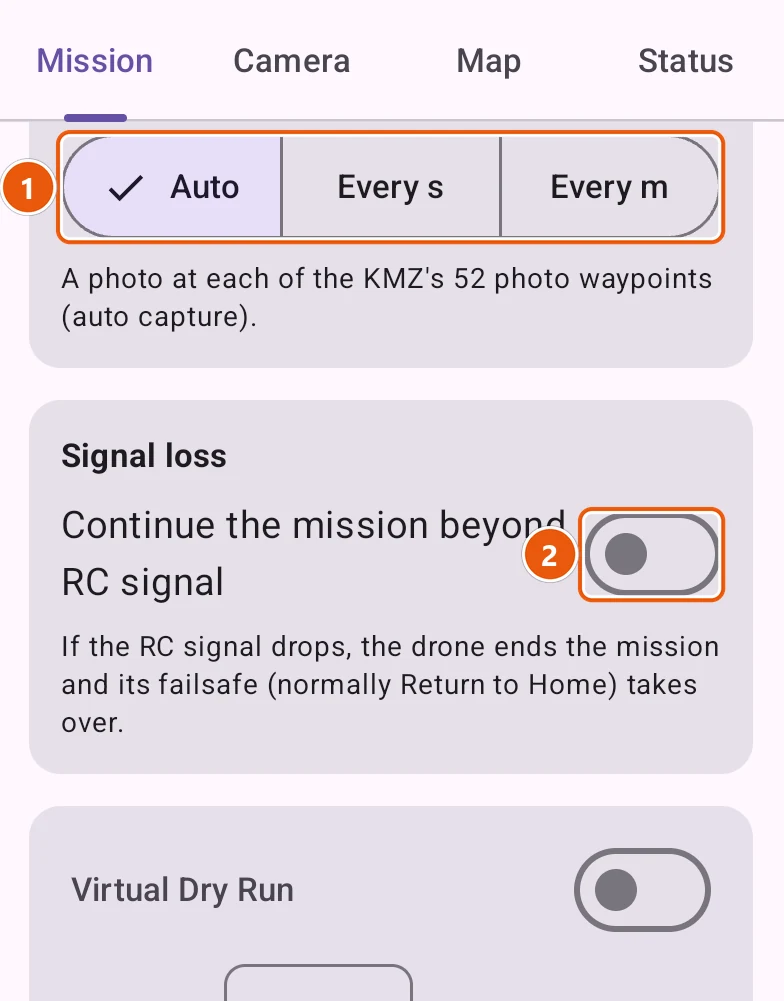 Mission Camera Map Status
1 Auto Every s Every m
A photo at each of the KMZ's 52 photo waypoints
(auto capture).
Signal loss
Continue the mission beyond
2
RC signal
If the RC signal drops, the drone ends the mission
and its failsafe (normally Return to Home) takes
over.
Virtual Dry Run